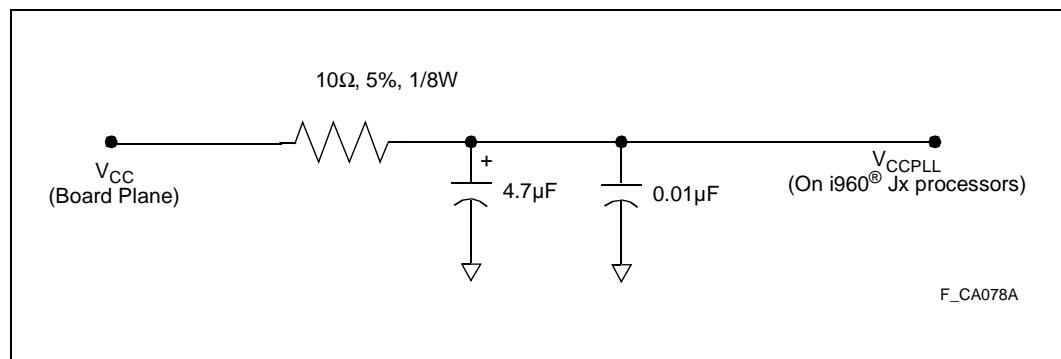 10Ω, 5%, 1/8W
VCC
(Board Plane)
+
4.7µF
0.01µF
VCCPLL
(On i960® Jx processors)
F_CA078A